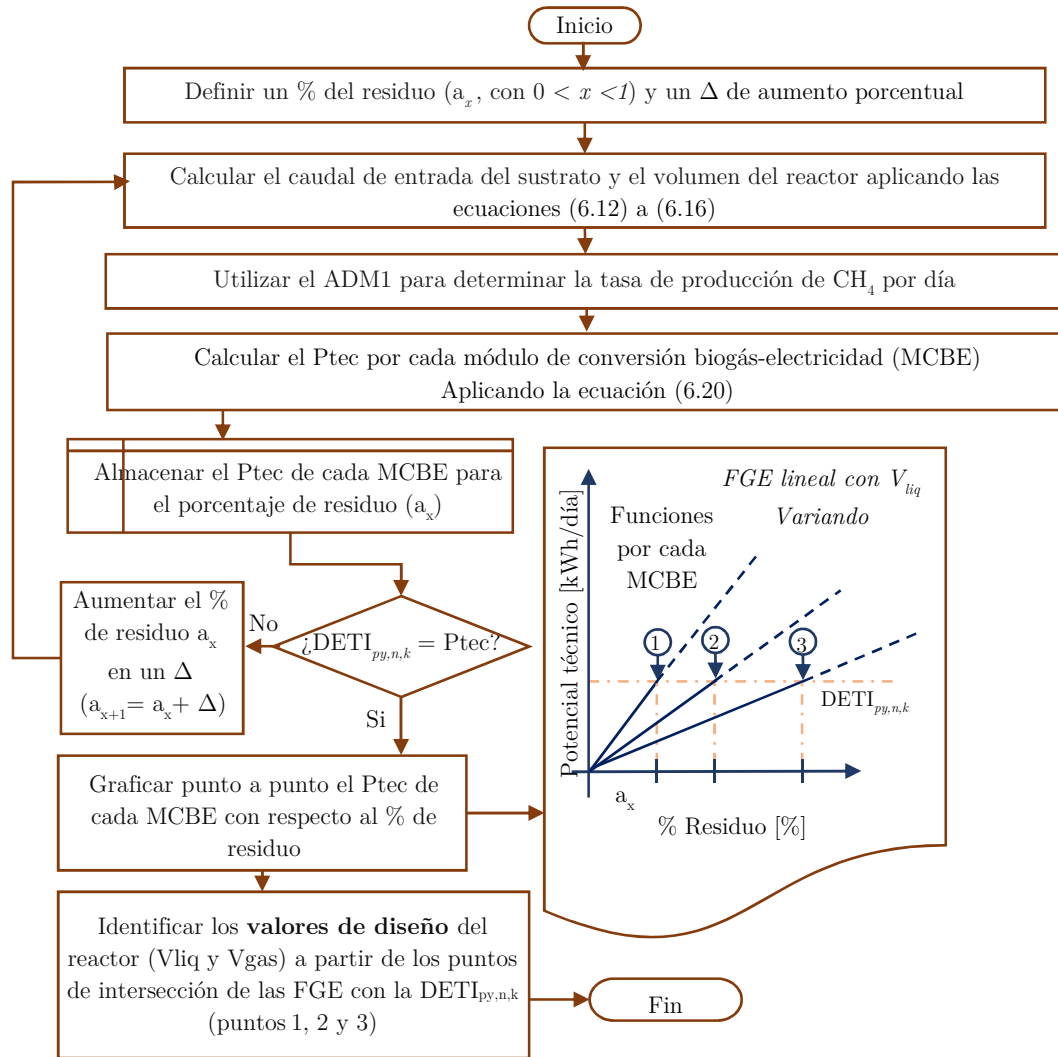 Inicio
Definir un % del residuo (aₓ, con 0 < x <1) y un Δ de aumento porcentual
Calcular el caudal de entrada del sustrato y el volumen del reactor aplicando las
ecuaciones (6.12) a (6.16)
Utilizar el ADM1 para determinar la tasa de producción de CH₄ por día
Calcular el Ptec por cada módulo de conversión biogás-electricidad (MCBE)
Aplicando la ecuación (6.20)
Almacenar el Ptec de cada MCBE para
el porcentaje de residuo (aₓ)
¿DETI_py,n,k = Ptec?
No
Aumentar el %
de residuo aₓ
en un Δ
(aₓ₊₁= aₓ+ Δ)
Si
Graficar punto a punto el Ptec de
cada MCBE con respecto al % de
residuo
FGE lineal con V_liq
Variando
Funciones
por cada
MCBE
Potencial técnico [kWh/día]
1
2
3
DETI_py,n,k
aₓ
% Residuo [%]
Identificar los valores de diseño del
reactor (Vliq y Vgas) a partir de los puntos
de intersección de las FGE con la DETI_py,n,k
(puntos 1, 2 y 3)
Fin